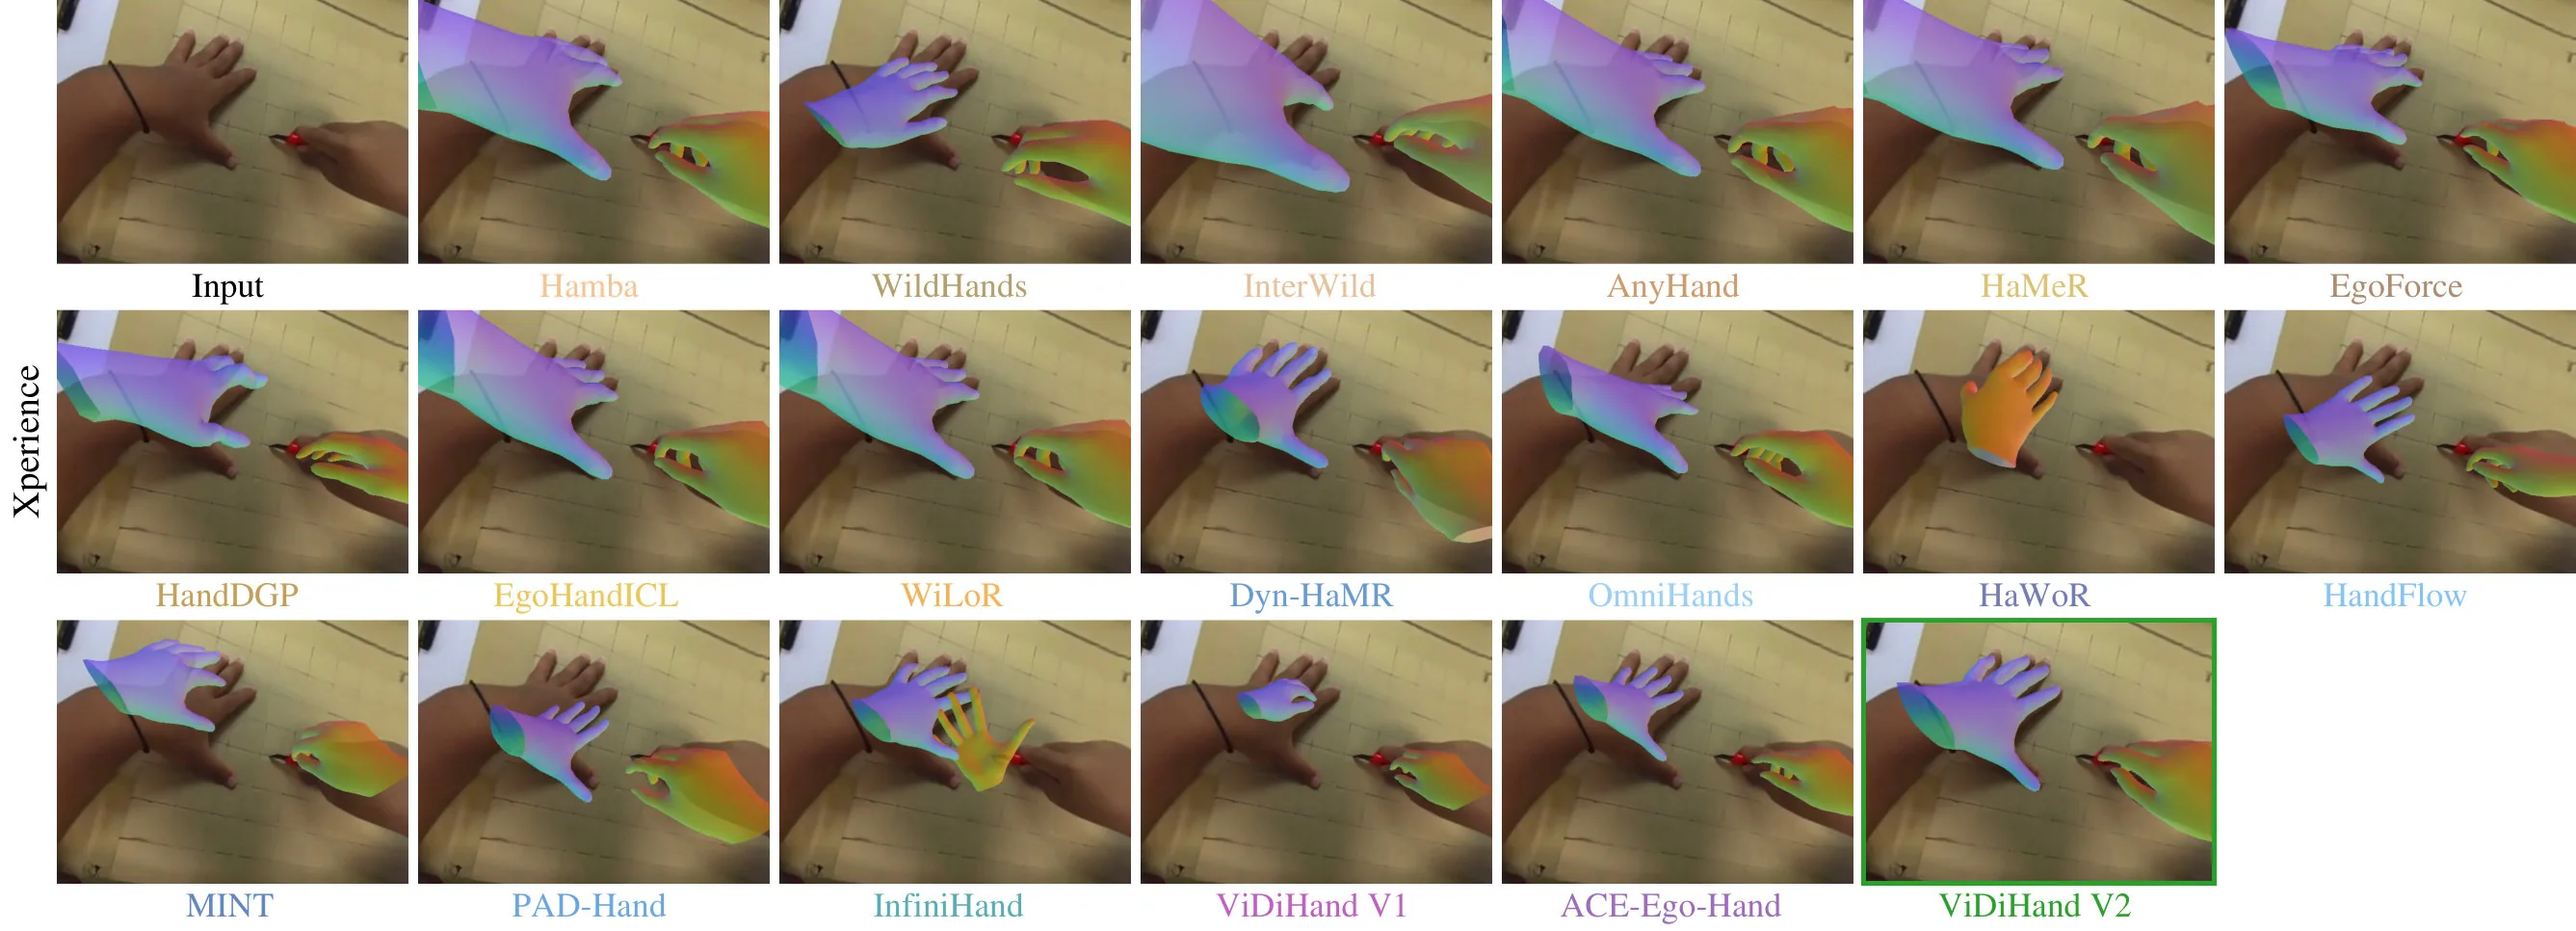 Input
Hamba
WildHands
InterWild
AnyHand
HaMeR
EgoForce
Xperience
HandDGP
EgoHandICL
WiLoR
Dyn-HaMR
OmniHands
HaWoR
HandFlow
MINT
PAD-Hand
InfiniHand
ViDiHand V1
ACE-Ego-Hand
ViDiHand V2